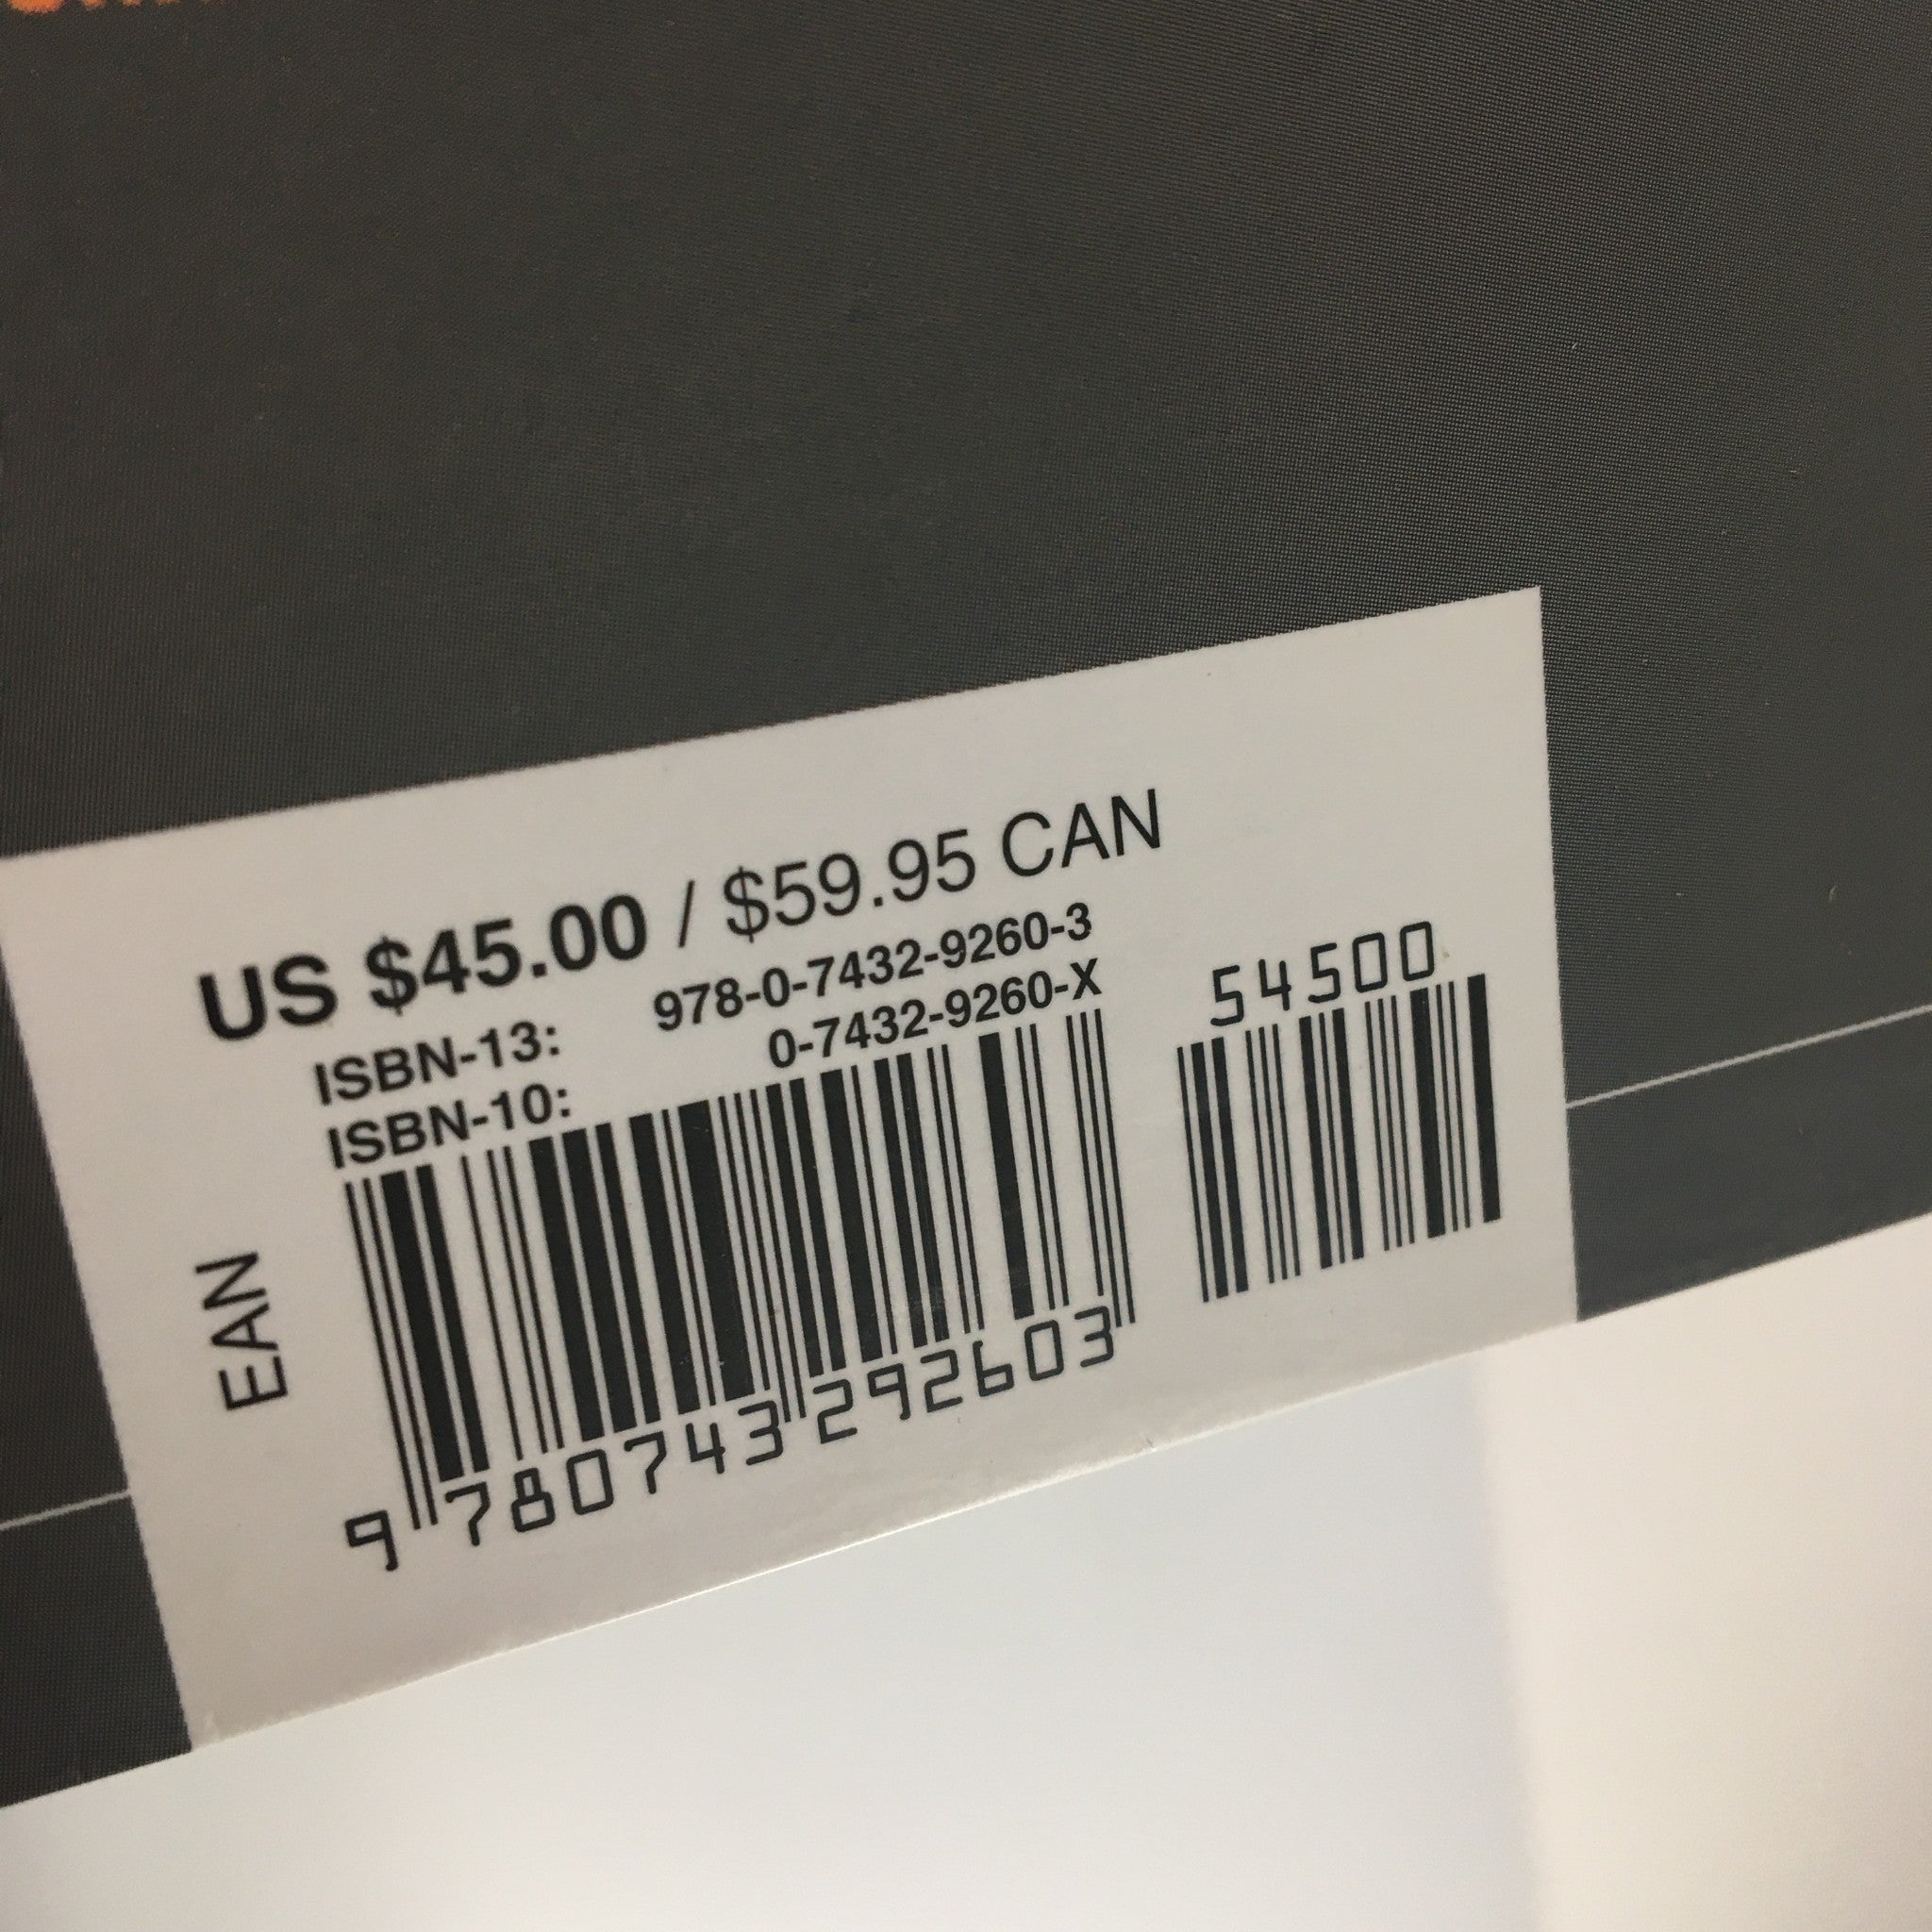 US $45.00 / $59.95 CAN
ISBN-13: 978-0-7432-9260-3
ISBN-10: 0-7432-9260-X
54500
EAN
9 780743 292603